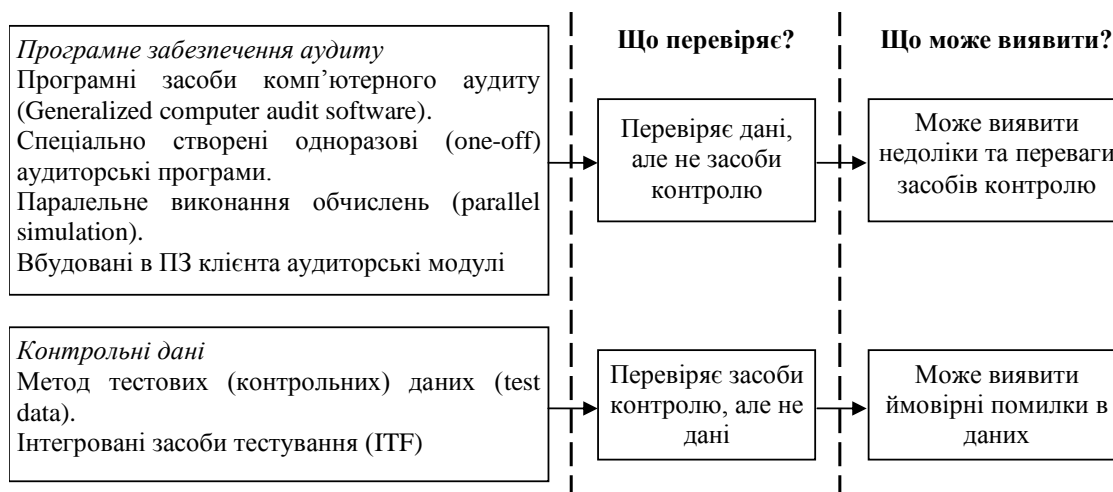 Програмне забезпечення аудиту
Програмні засоби комп’ютерного аудиту
(Generalized computer audit software).
Спеціально створені одноразові (one-off)
аудиторські програми.
Паралельне виконання обчислень (parallel
simulation).
Вбудовані в ПЗ клієнта аудиторські модулі
Що перевіряє?
Перевіряє дані,
але не засоби
контролю
Що може виявити?
Може виявити
недоліки та переваги
засобів контролю
Контрольні дані
Метод тестових (контрольних) даних (test
data).
Інтегровані засоби тестування (ITF)
Перевіряє засоби
контролю, але не
дані
Може виявити
ймовірні помилки в
даних